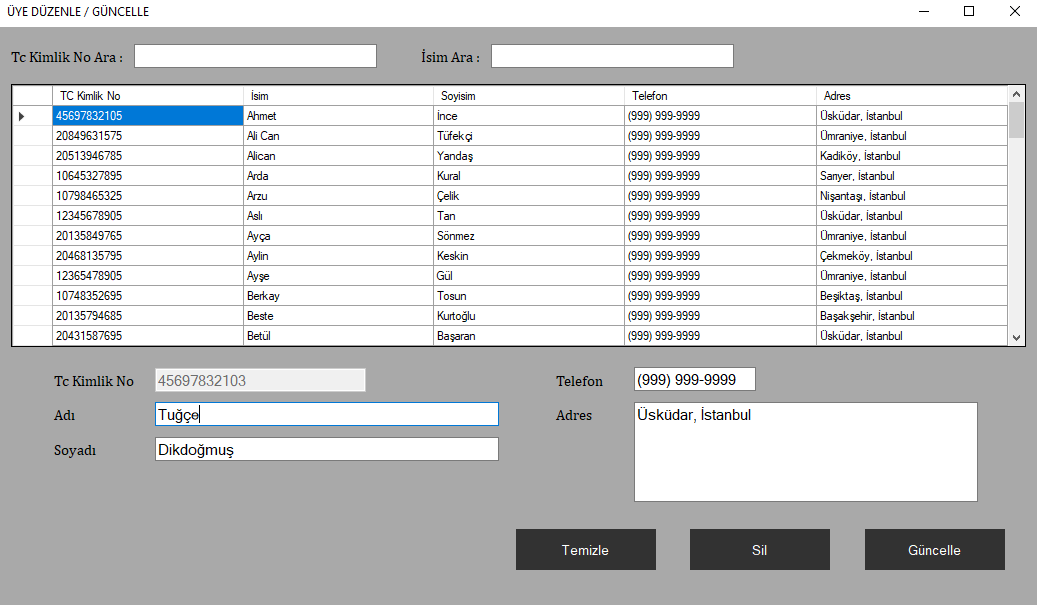 ÜYE DÜZENLE / GÜNCELLE
Tc Kimlik No Ara : İsim Ara :
TC Kimlik No İsim Soyisim Telefon Adres
45697832105 Ahmet İnce (999) 999-9999 Üsküdar, İstanbul
20849631575 Ali Can Tüfekçi (999) 999-9999 Ümraniye, İstanbul
20513946785 Alican Yandaş (999) 999-9999 Kadiköy, İstanbul
10645327895 Arda Kural (999) 999-9999 Sarıyer, İstanbul
10798465325 Arzu Çelik (999) 999-9999 Nişantaşı, İstanbul
12345678905 Aslı Tan (999) 999-9999 Üsküdar, İstanbul
20135849765 Ayça Sönmez (999) 999-9999 Ümraniye, İstanbul
20468135795 Aylin Keskin (999) 999-9999 Çekmeköy, İstanbul
12365478905 Ayşe Gül (999) 999-9999 Ümraniye, İstanbul
10748352695 Berkay Tosun (999) 999-9999 Beşiktaş, İstanbul
20135794685 Beste Kurtoğlu (999) 999-9999 Başakşehir, İstanbul
20431587695 Betül Başaran (999) 999-9999 Üsküdar, İstanbul
Tc Kimlik No 45697832103 Telefon (999) 999-9999
Adı Tuğçe Adres Üsküdar, İstanbul
Soyadı Dikdoğmuş
Temizle Sil Güncelle